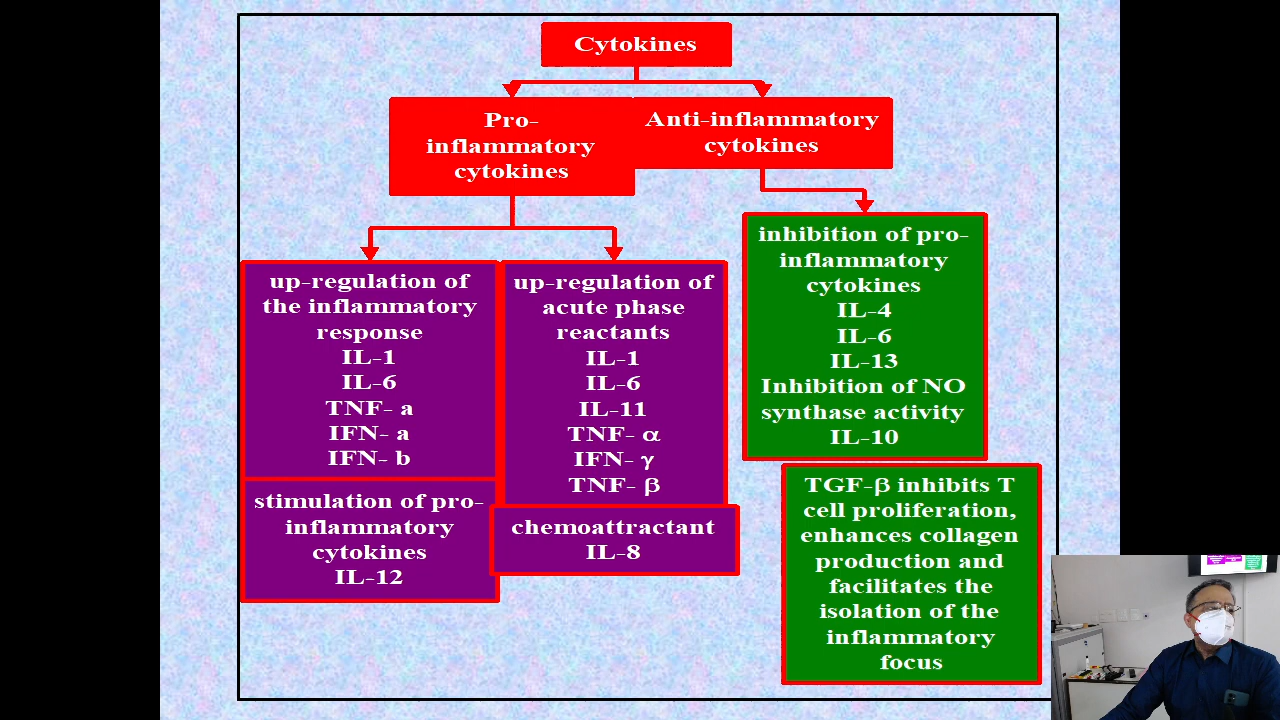 Cytokines
Pro-
inflammatory
cytokines
Anti-inflammatory
cytokines
up-regulation of
the inflammatory
response
IL-1
IL-6
TNF- a
IFN- a
IFN- b
stimulation of pro-
inflammatory
cytokines
IL-12
up-regulation of
acute phase
reactants
IL-1
IL-6
IL-11
TNF- α
IFN- γ
TNF- β
chemoattractant
IL-8
inhibition of pro-
inflammatory
cytokines
IL-4
IL-6
IL-13
Inhibition of NO
synthase activity
IL-10
TGF-β inhibits T
cell proliferation,
enhances collagen
production and
facilitates the
isolation of the
inflammatory
focus